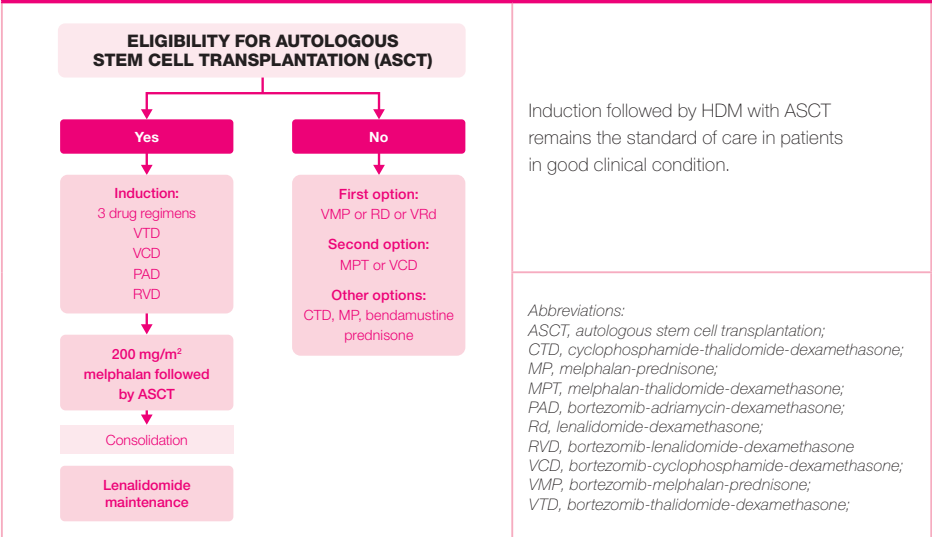 ELIGIBILITY FOR AUTOLOGOUS
STEM CELL TRANSPLANTATION (ASCT)
Yes
Induction:
3 drug regimens
VTD
VCD
PAD
RVD
200 mg/m²
melphalan followed
by ASCT
Consolidation
Lenalidomide
maintenance
No
First option:
VMP or RD or VRd
Second option:
MPT or VCD
Other options:
CTD, MP, bendamustine
prednisone
Induction followed by HDM with ASCT
remains the standard of care in patients
in good clinical condition.
Abbreviations:
ASCT, autologous stem cell transplantation;
CTD, cyclophosphamide-thalidomide-dexamethasone;
MP, melphalan-prednisone;
MPT, melphalan-thalidomide-dexamethasone;
PAD, bortezomib-adriamycin-dexamethasone;
Rd, lenalidomide-dexamethasone;
RVD, bortezomib-lenalidomide-dexamethasone
VCD, bortezomib-cyclophosphamide-dexamethasone;
VMP, bortezomib-melphalan-prednisone;
VTD, bortezomib-thalidomide-dexamethasone;